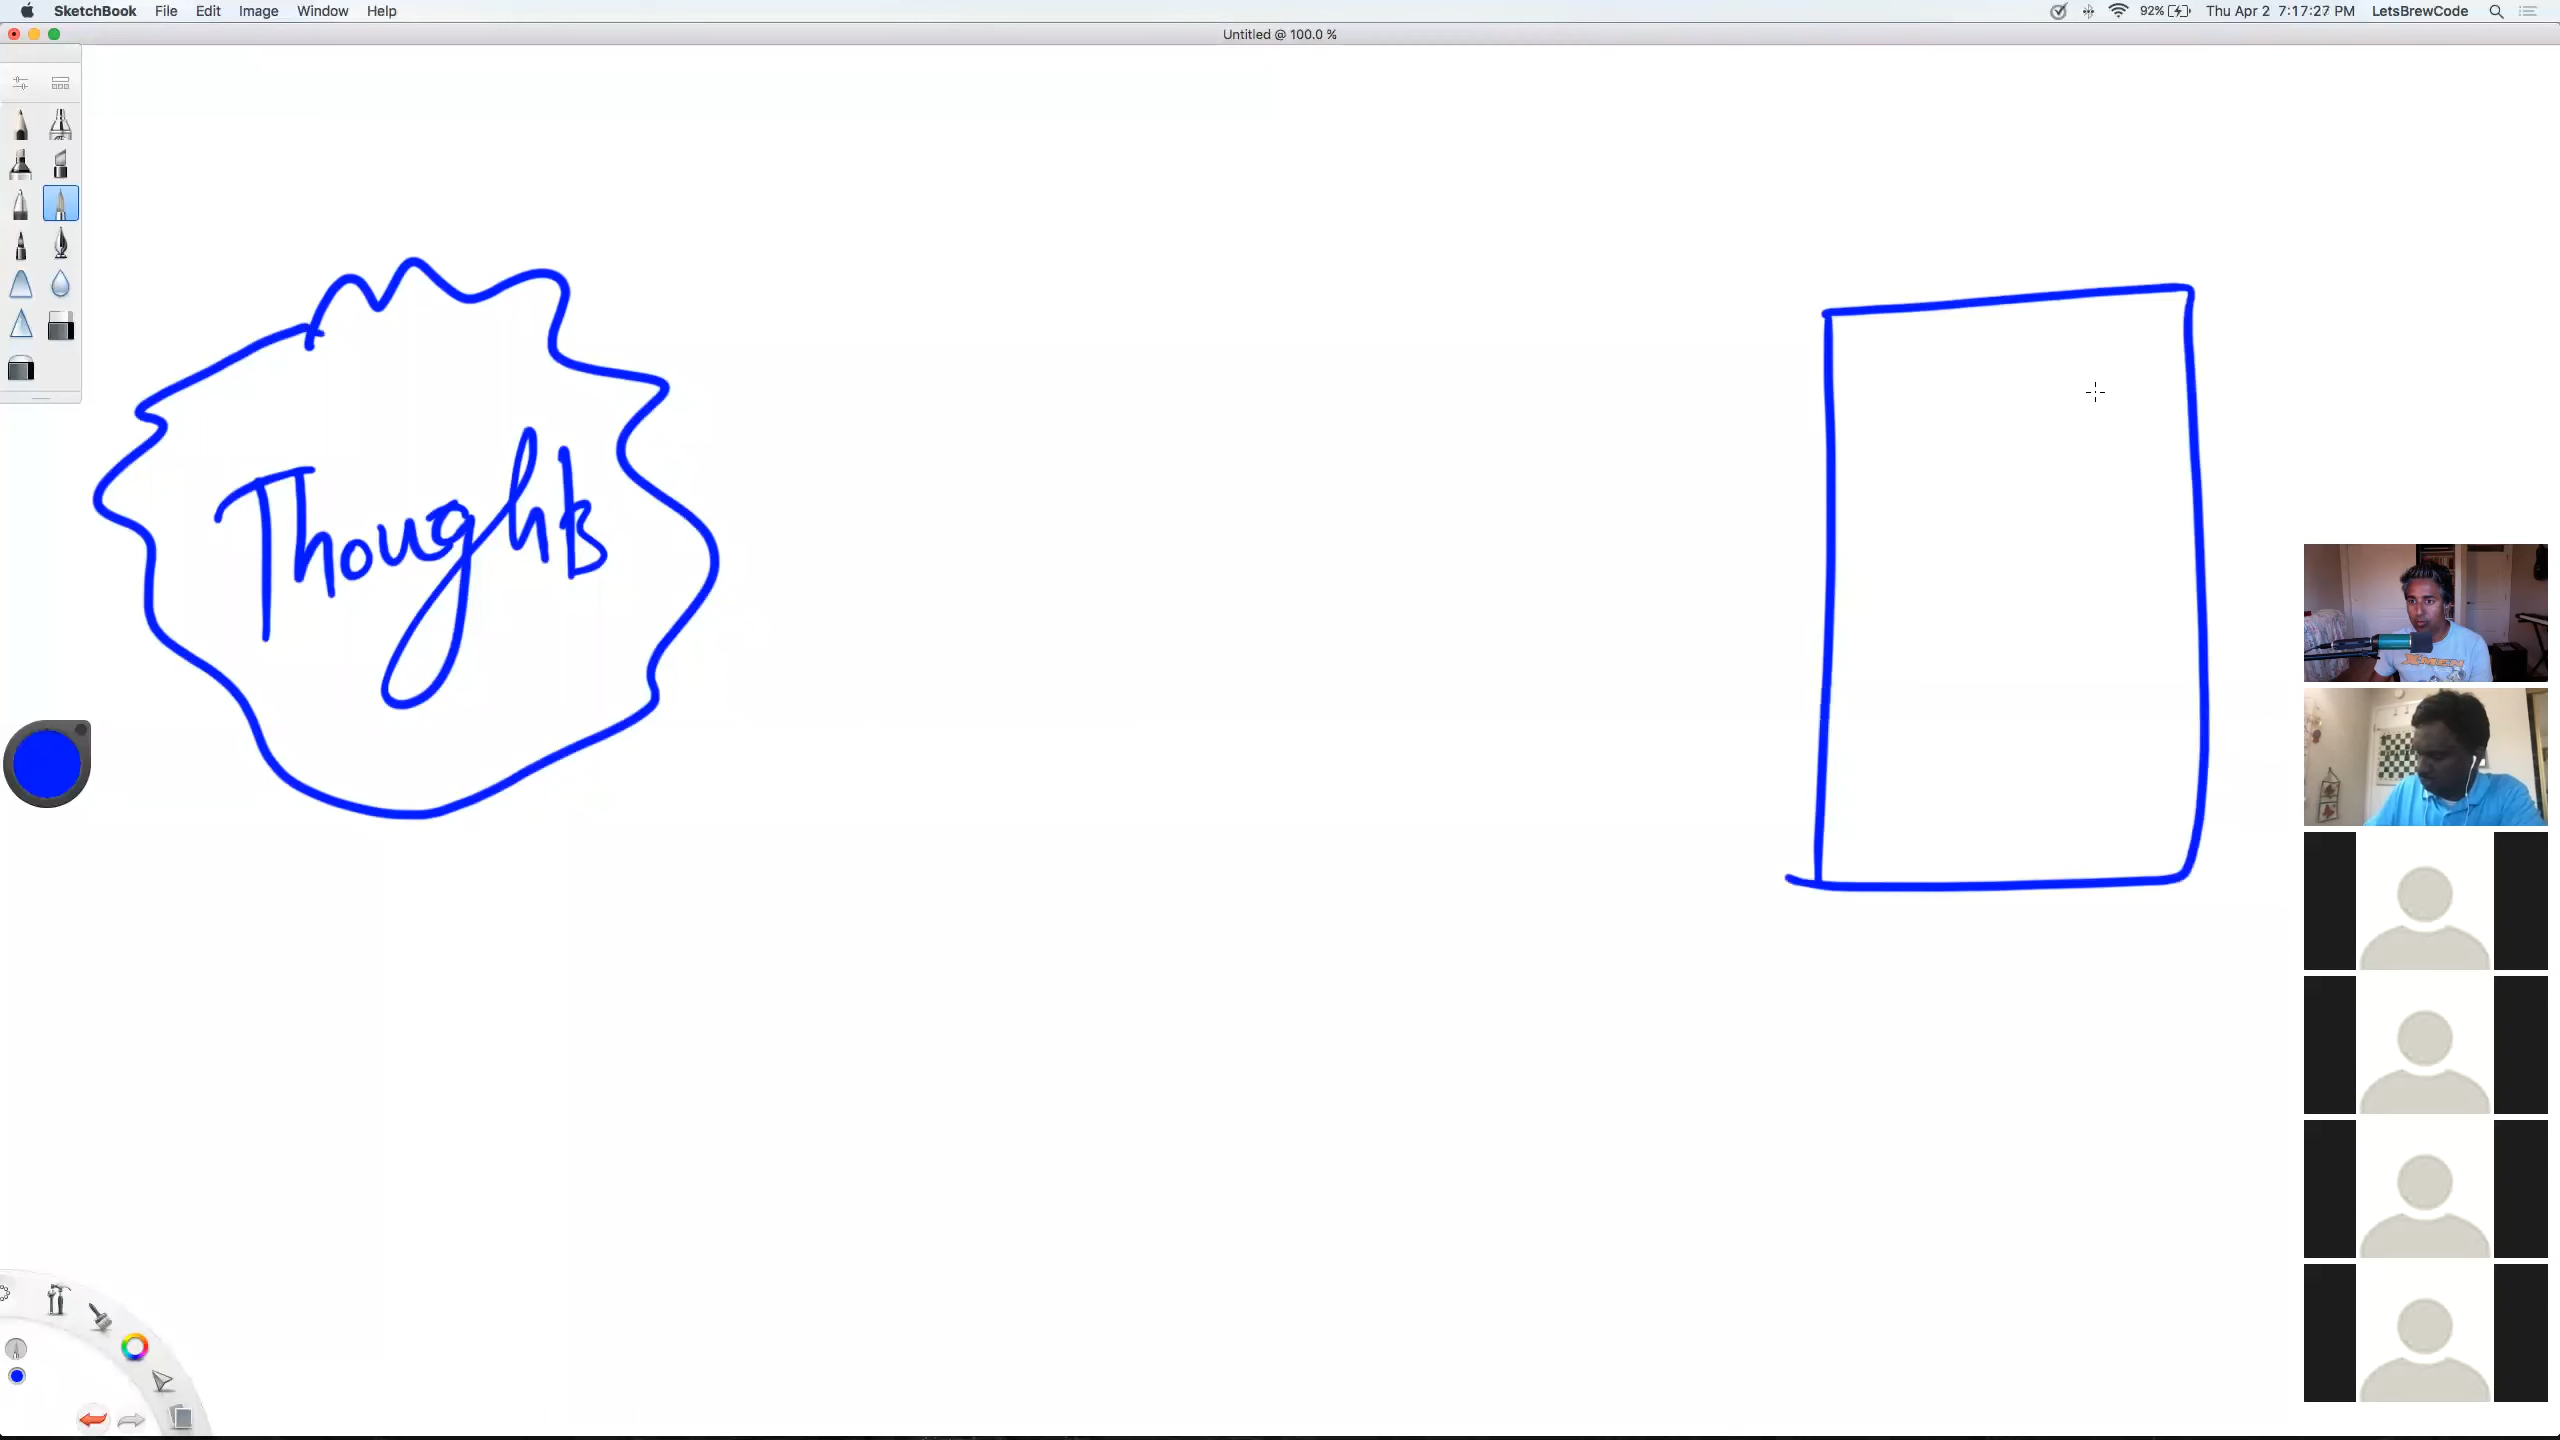 SketchBook File Edit Image Window Help 92% Thu Apr 2 7:17:27 PM LetsBrewCode
Untitled @ 100.0 %
Thoughts
X-MEN